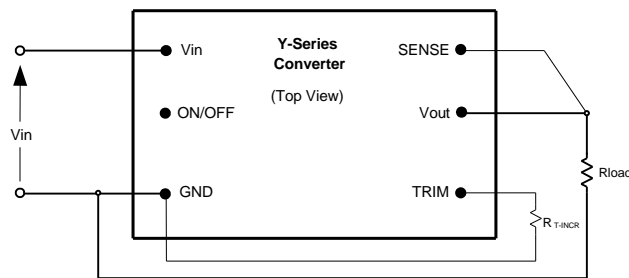 Y-Series
Converter
(Top View)
Vin
SENSE
ON/OFF
Vout
Vin
GND
TRIM
Rload
R T-INCR